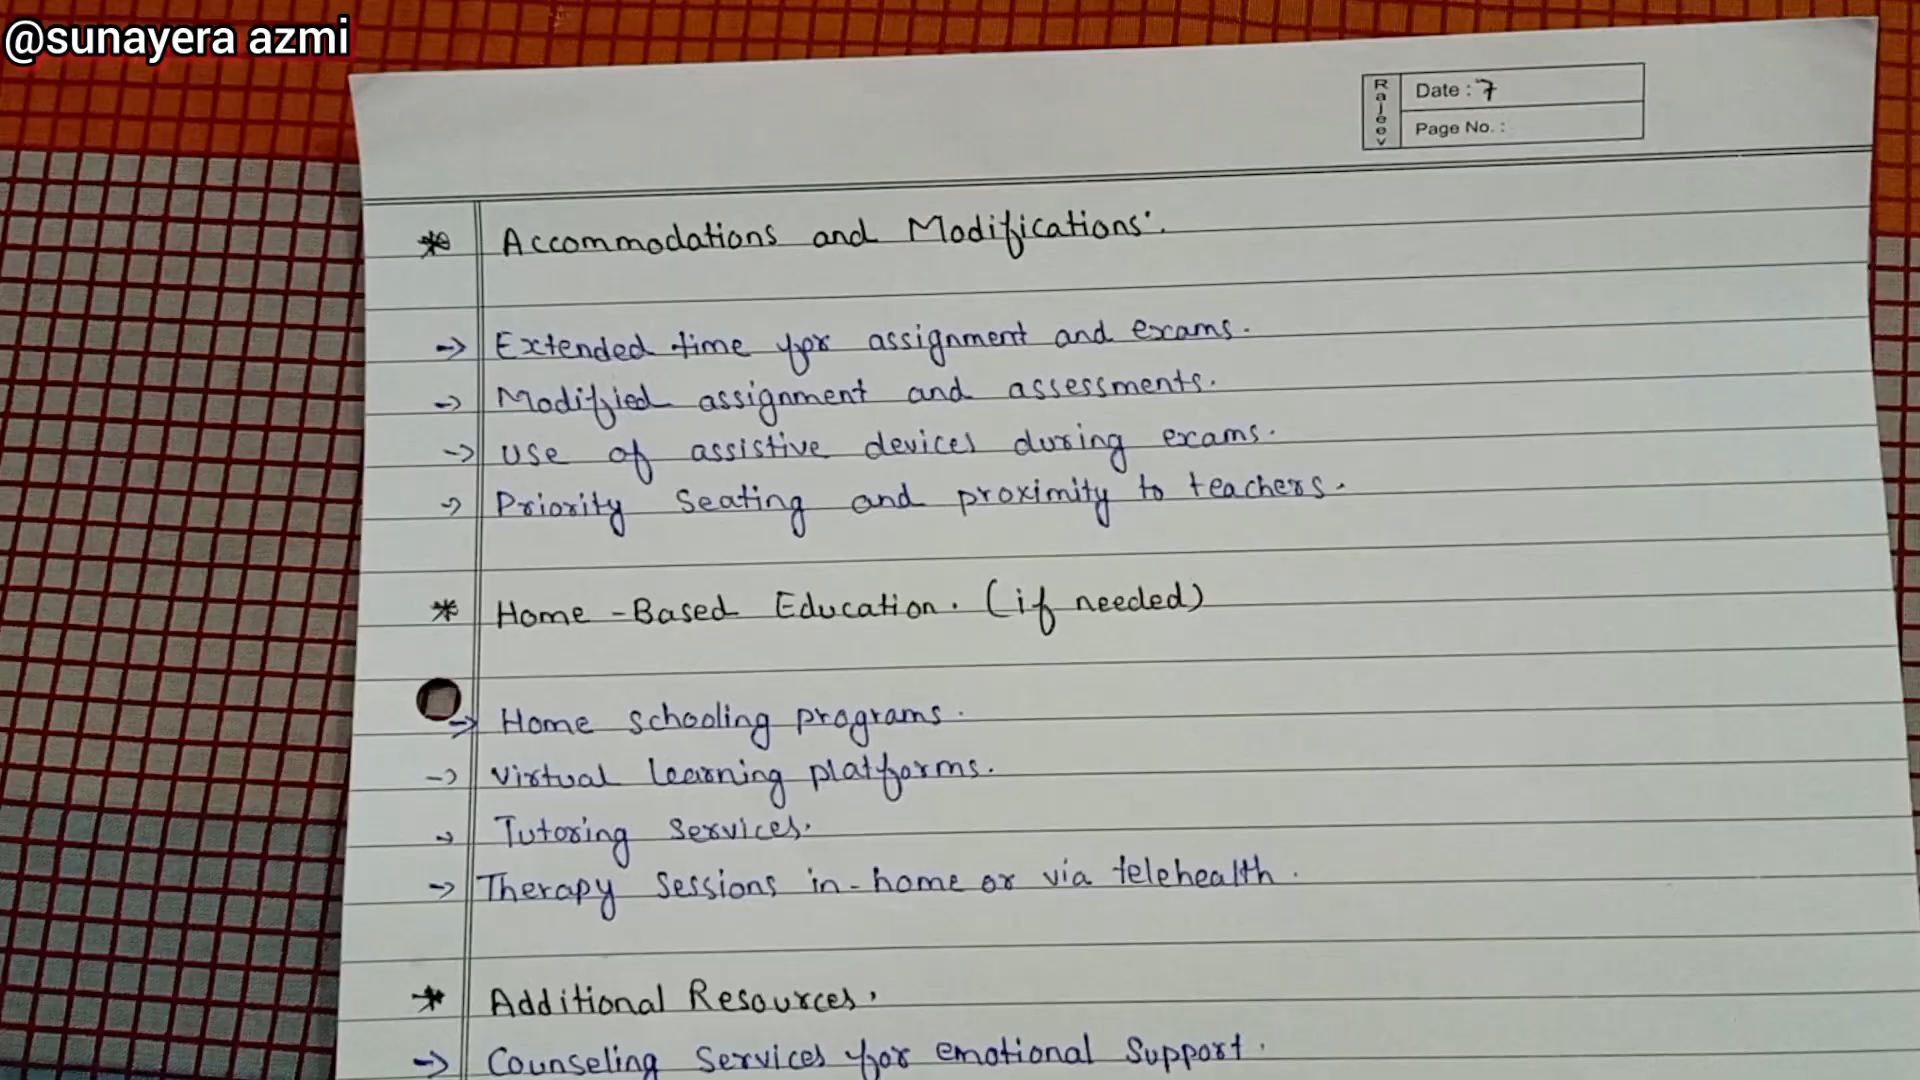 @sunayera azmi
Rajeev
Date : 7
Page No. :
* Accommodations and Modifications:
→ Extended time for assignment and exams.
→ Modified assignment and assessments.
→ Use of assistive devices during exams.
→ Priority Seating and proximity to teachers.
* Home-Based Education. (if needed)
→ Home schooling programs.
→ Virtual learning platforms.
→ Tutoring Services.
→ Therapy Sessions in-home or via telehealth.
* Additional Resources.
→ Counseling Services for emotional Support.